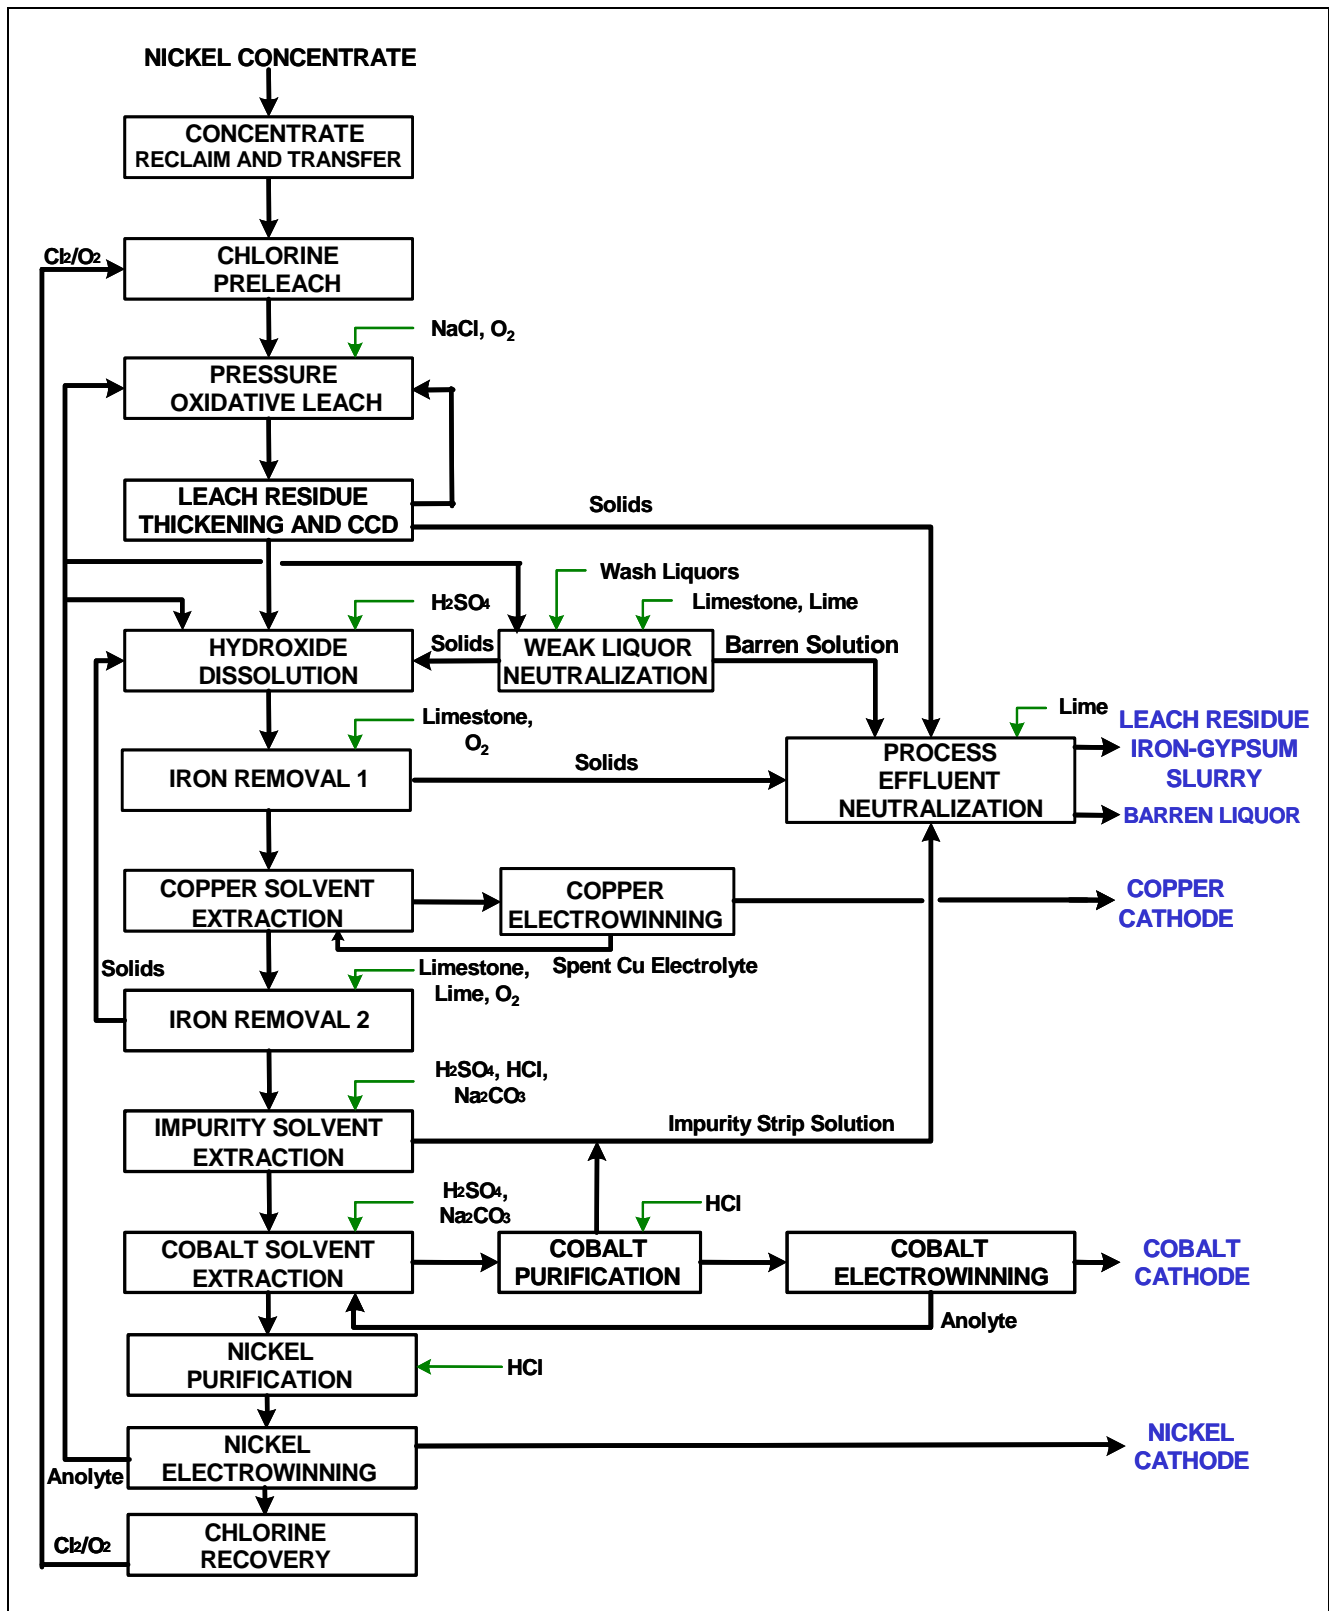 NICKEL CONCENTRATE
CONCENTRATE
RECLAIM AND TRANSFER
Cl2/O2
CHLORINE
PRELEACH
NaCl, O2
PRESSURE
OXIDATIVE LEACH
LEACH RESIDUE
THICKENING AND CCD
Solids
Wash Liquors
H2SO4
Limestone, Lime
HYDROXIDE
DISSOLUTION
Solids
WEAK LIQUOR
NEUTRALIZATION
Barren Solution
Lime
LEACH RESIDUE
IRON-GYPSUM
SLURRY
Limestone,
O2
IRON REMOVAL 1
Solids
PROCESS
EFFLUENT
NEUTRALIZATION
BARREN LIQUOR
COPPER SOLVENT
EXTRACTION
COPPER
ELECTROWINNING
COPPER
CATHODE
Solids
Spent Cu Electrolyte
Limestone,
Lime, O2
IRON REMOVAL 2
H2SO4, HCl,
Na2CO3
IMPURITY SOLVENT
EXTRACTION
Impurity Strip Solution
H2SO4,
Na2CO3
HCl
COBALT SOLVENT
EXTRACTION
COBALT
PURIFICATION
COBALT
ELECTROWINNING
COBALT
CATHODE
Anolyte
NICKEL
PURIFICATION
HCl
NICKEL
ELECTROWINNING
NICKEL
CATHODE
Anolyte
CHLORINE
RECOVERY
Cl2/O2